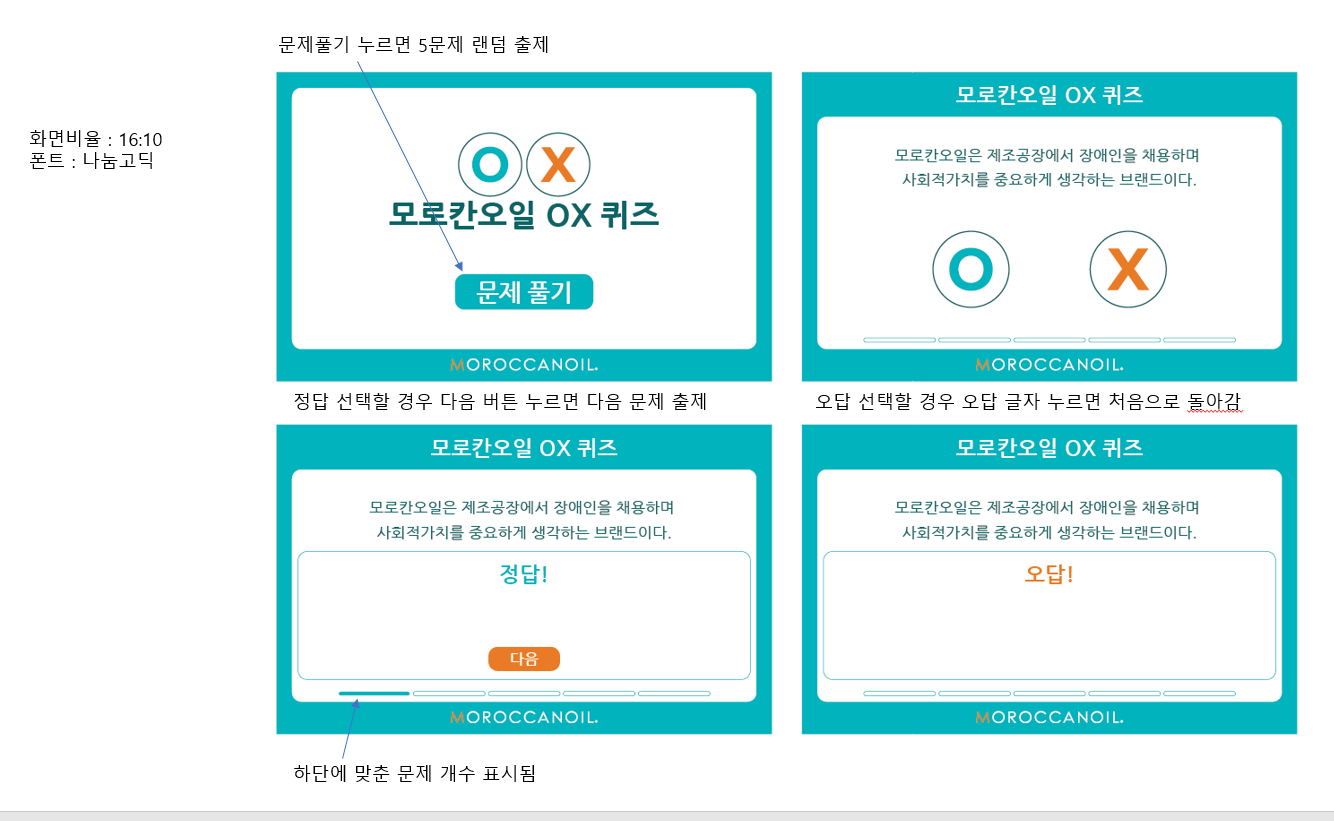 문제풀기 누르면 5문제 랜덤 출제
화면비율 : 16:10
폰트 : 나눔고딕
O X
모로칸오일 OX 퀴즈
문제 풀기
MOROCCANOIL.
모로칸오일 OX 퀴즈
모로칸오일은 제조공장에서 장애인을 채용하며
사회적가치를 중요하게 생각하는 브랜드이다.
O X
MOROCCANOIL.
정답 선택할 경우 다음 버튼 누르면 다음 문제 출제
오답 선택할 경우 오답 글자 누르면 처음으로 돌아감
모로칸오일 OX 퀴즈
모로칸오일은 제조공장에서 장애인을 채용하며
사회적가치를 중요하게 생각하는 브랜드이다.
정답!
다음
MOROCCANOIL.
모로칸오일 OX 퀴즈
모로칸오일은 제조공장에서 장애인을 채용하며
사회적가치를 중요하게 생각하는 브랜드이다.
오답!
MOROCCANOIL.
하단에 맞춘 문제 개수 표시됨